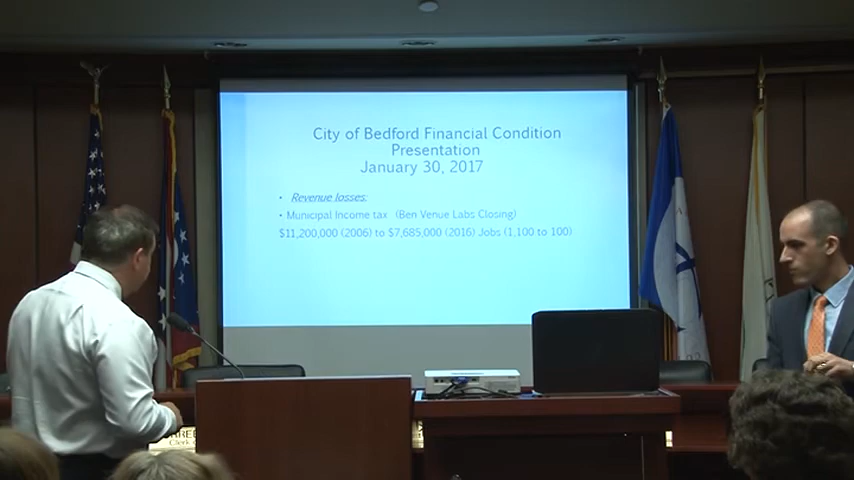 City of Bedford Financial Condition
Presentation
January 30, 2017
• Revenue losses:
• Municipal Income tax (Ben Venue Labs Closing)
$11,200,000 (2006) to $7,685,000 (2016) Jobs (1,100 to 100)
Clerk